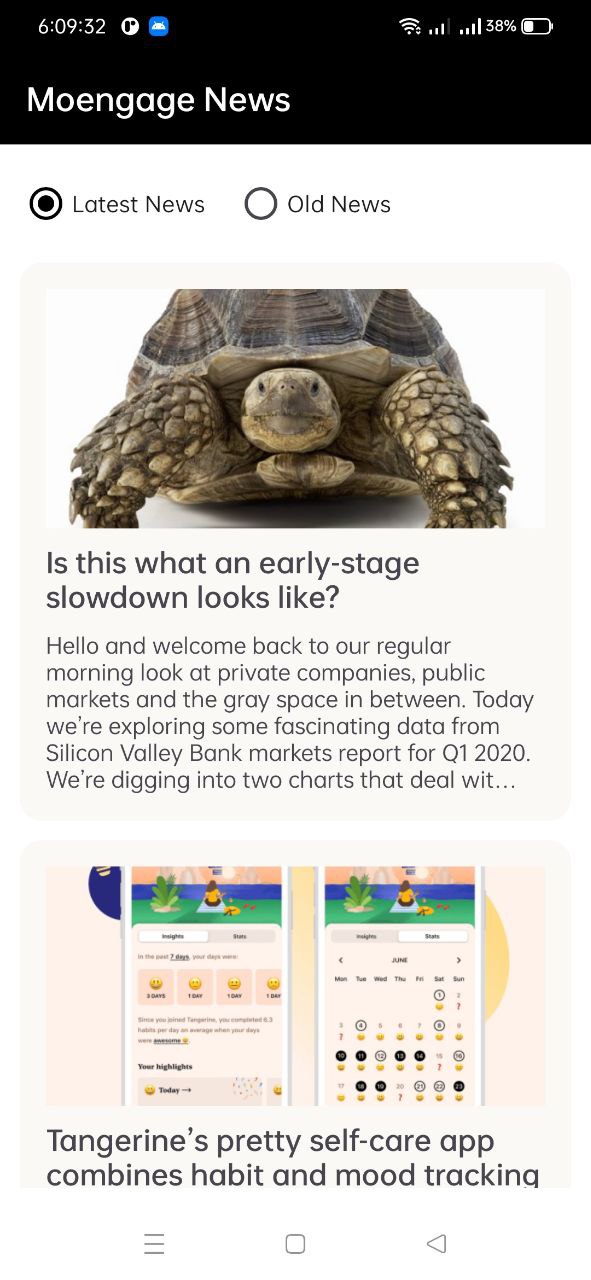 6:09:32
38%
Moengage News
Latest News
Old News
Is this what an early-stage
slowdown looks like?
Hello and welcome back to our regular
morning look at private companies, public
markets and the gray space in between. Today
we're exploring some fascinating data from
Silicon Valley Bank markets report for Q1 2020.
We're digging into two charts that deal wit...
Insights Stats
In the past 7 days, your days were:
3 DAYS 1 DAY 1 DAY 1 DAY
Since you joined Tangerine, you completed 6.3
habits per day an average when your days
were awesome
Your highlights
Today →
Insights Stats
< JUNE >
Mon Tue Wed Thu Fri Sat Sun
1 2
?
3 4 5 6 7 8 9
?
10 11 12 13 14 15 16
?
17 18 19 20 21 22 23
?
Tangerine's pretty self-care app
combines habit and mood tracking